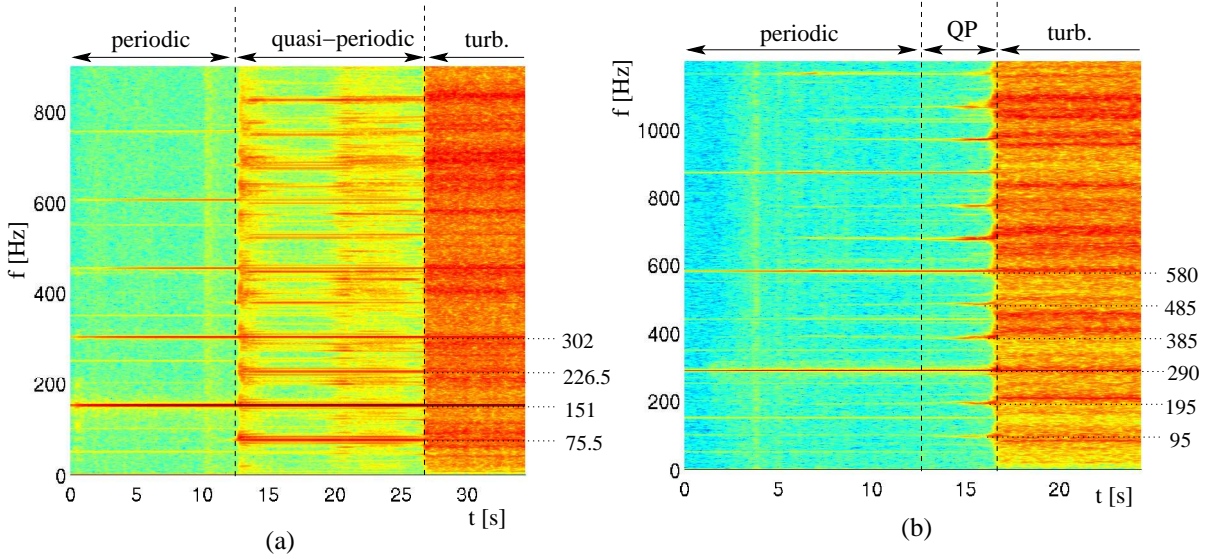 periodic quasi−periodic turb.
f [Hz]
800
600
400
200
0
302
226.5
151
75.5
0 5 10 15 20 25 30
t [s]
(a)
periodic QP turb.
f [Hz]
1000
800
600
400
200
0
580
485
385
290
195
95
0 5 10 15 20
t [s]
(b)